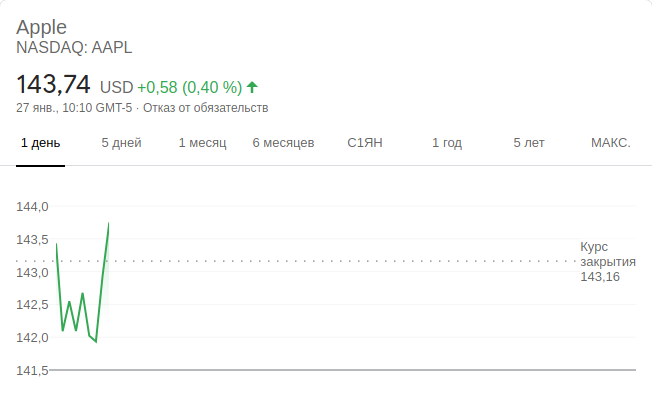 Apple
NASDAQ: AAPL
143,74 USD +0,58 (0,40 %)
27 янв., 10:10 GMT-5 · Отказ от обязательств
1 день 5 дней 1 месяц 6 месяцев С1ЯН 1 год 5 лет МАКС.
144,0
143,5
Курс
закрытия
143,16
143,0
142,5
142,0
141,5